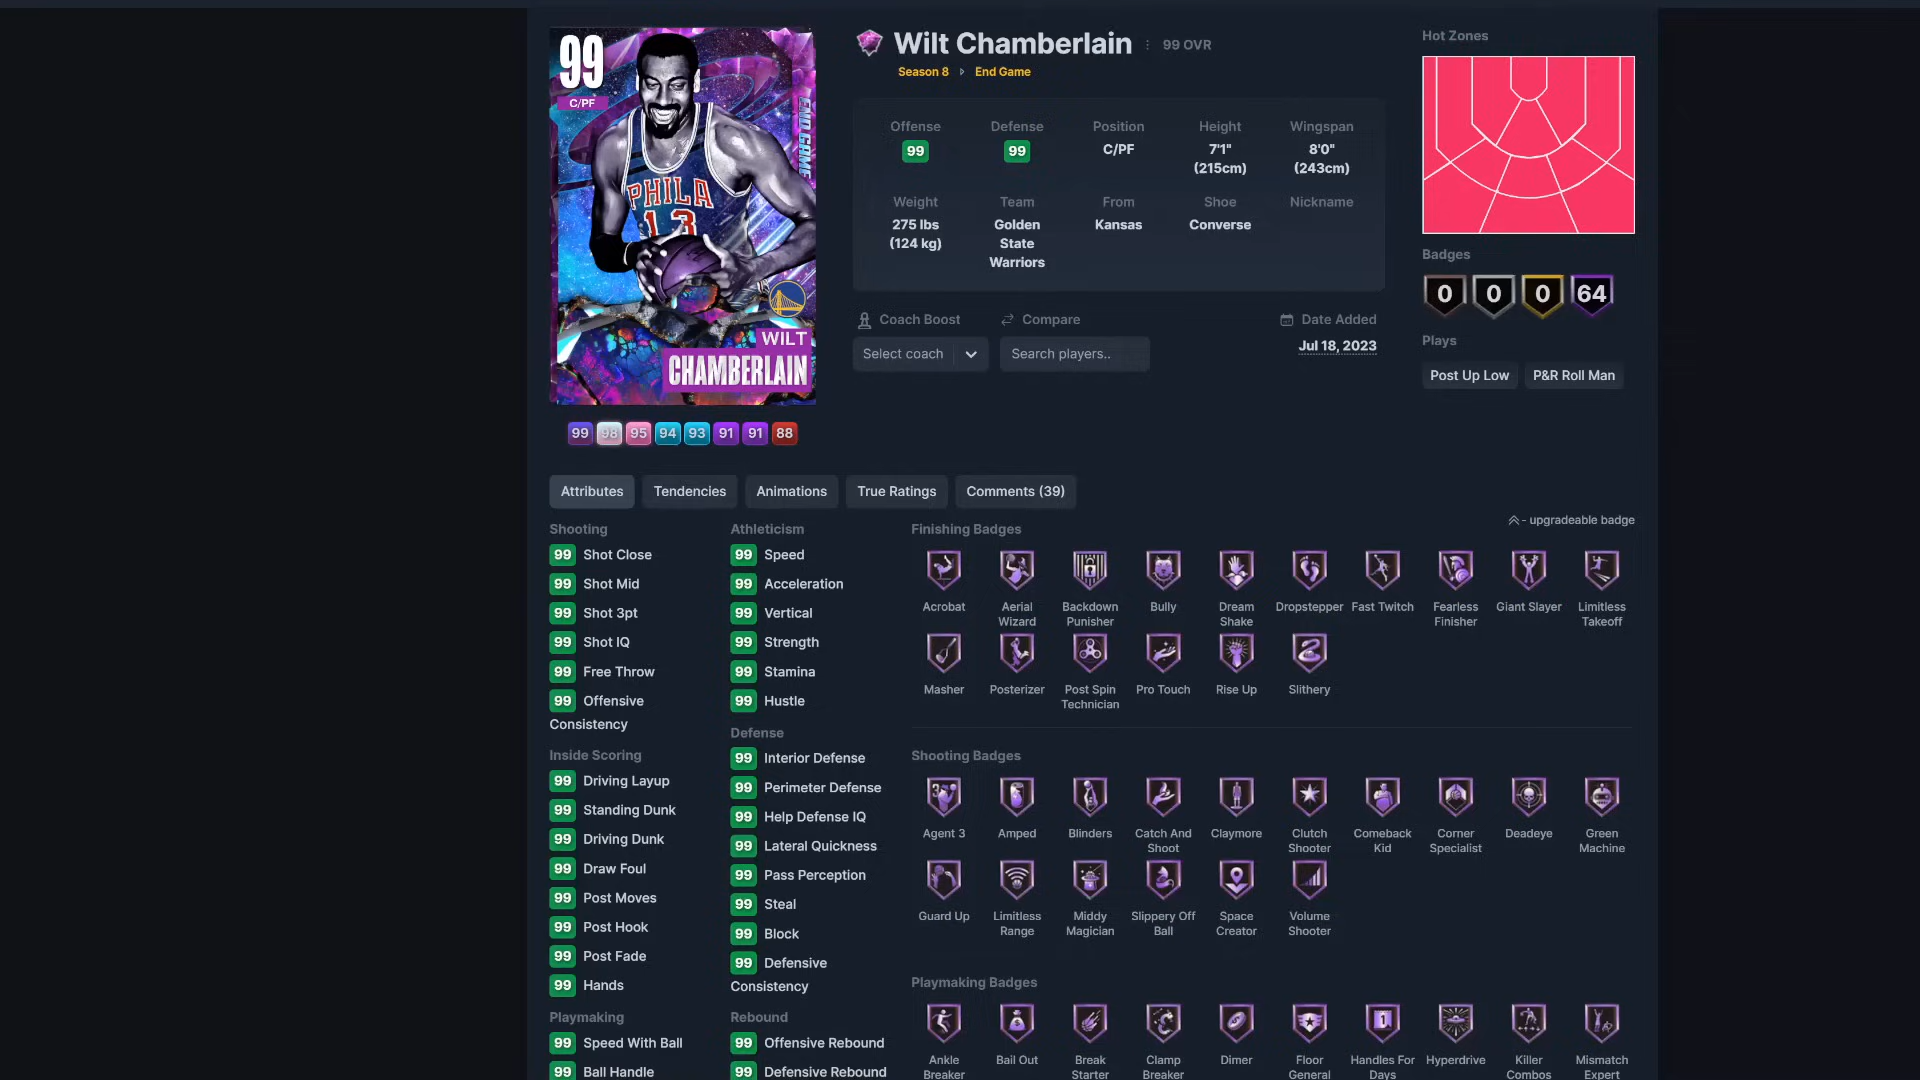 99
C/PF
END GAME
PHILA
13
WILT
CHAMBERLAIN
99 98 95 94 93 91 91 88
Wilt Chamberlain : 99 OVR
Season 8 End Game
Offense Defense Position Height Wingspan
99 99 C/PF 7'1" 8'0"
(215cm) (243cm)
Weight Team From Shoe Nickname
275 lbs Golden Kansas Converse
(124 kg) State
Warriors
Coach Boost Compare Date Added
Select coach Search players.. Jul 18, 2023
Hot Zones
Badges
0 0 0 64
Plays
Post Up Low P&R Roll Man
Attributes Tendencies Animations True Ratings Comments (39)
Shooting
99 Shot Close
99 Shot Mid
99 Shot 3pt
99 Shot IQ
99 Free Throw
99 Offensive
Consistency
Inside Scoring
99 Driving Layup
99 Standing Dunk
99 Driving Dunk
99 Draw Foul
99 Post Moves
99 Post Hook
99 Post Fade
99 Hands
Playmaking
99 Speed With Ball
99 Ball Handle
Athleticism
99 Speed
99 Acceleration
99 Vertical
99 Strength
99 Stamina
99 Hustle
Defense
99 Interior Defense
99 Perimeter Defense
99 Help Defense IQ
99 Lateral Quickness
99 Pass Perception
99 Steal
99 Block
99 Defensive
Consistency
Rebound
99 Offensive Rebound
99 Defensive Rebound
Finishing Badges
- upgradeable badge
Acrobat Aerial Backdown Bully Dream Dropstepper Fast Twitch Fearless Giant Slayer Limitless
Wizard Punisher Shake Finisher Takeoff
Masher Posterizer Post Spin Pro Touch Rise Up Slithery
Technician
Shooting Badges
3
Agent 3 Amped Blinders Catch And Claymore Clutch Comeback Corner Deadeye Green
Shoot Shooter Kid Specialist Machine
Guard Up Limitless Middy Slippery Off Space Volume
Range Magician Ball Creator Shooter
Playmaking Badges
1
Ankle Bail Out Break Clamp Dimer Floor Handles For Hyperdrive Killer Mismatch
Breaker Starter Breaker General Days Combos Expert